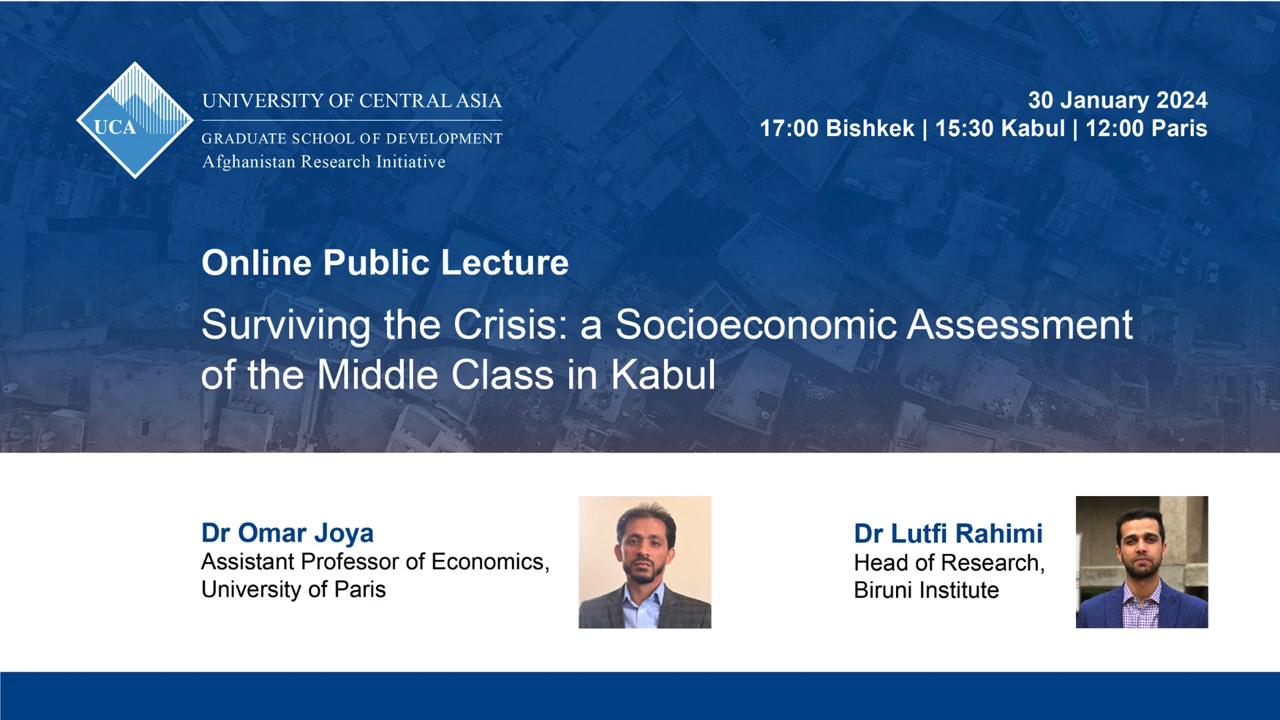 UCA
UNIVERSITY OF CENTRAL ASIA
GRADUATE SCHOOL OF DEVELOPMENT
Afghanistan Research Initiative
30 January 2024
17:00 Bishkek | 15:30 Kabul | 12:00 Paris
Online Public Lecture
Surviving the Crisis: a Socioeconomic Assessment
of the Middle Class in Kabul
Dr Omar Joya
Assistant Professor of Economics,
University of Paris
Dr Lutfi Rahimi
Head of Research,
Biruni Institute